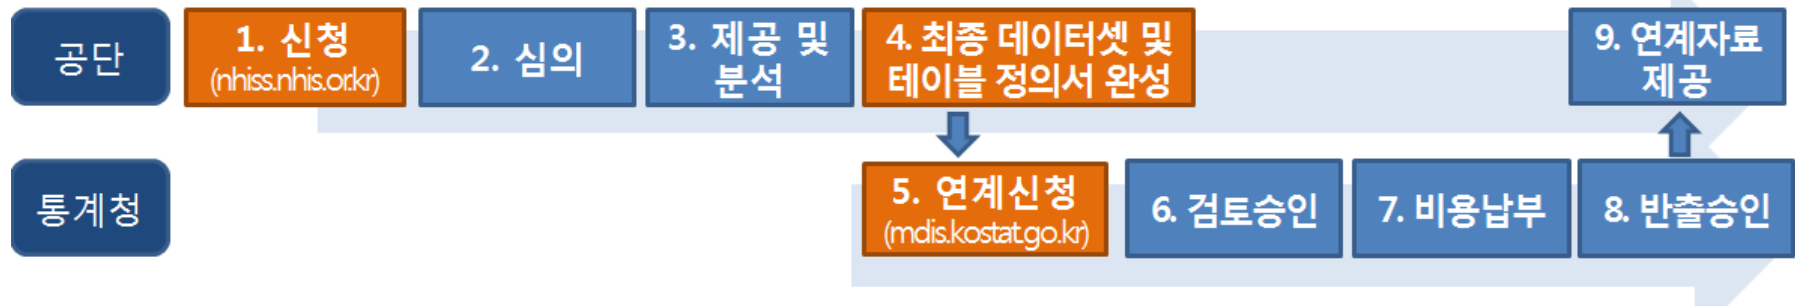 공단
1. 신청
(nhiss.nhis.or.kr)
2. 심의
3. 제공 및
분석
4. 최종 데이터셋 및
테이블 정의서 완성
9. 연계자료
제공
통계청
5. 연계신청
(mdis.kostat.go.kr)
6. 검토승인
7. 비용납부
8. 반출승인